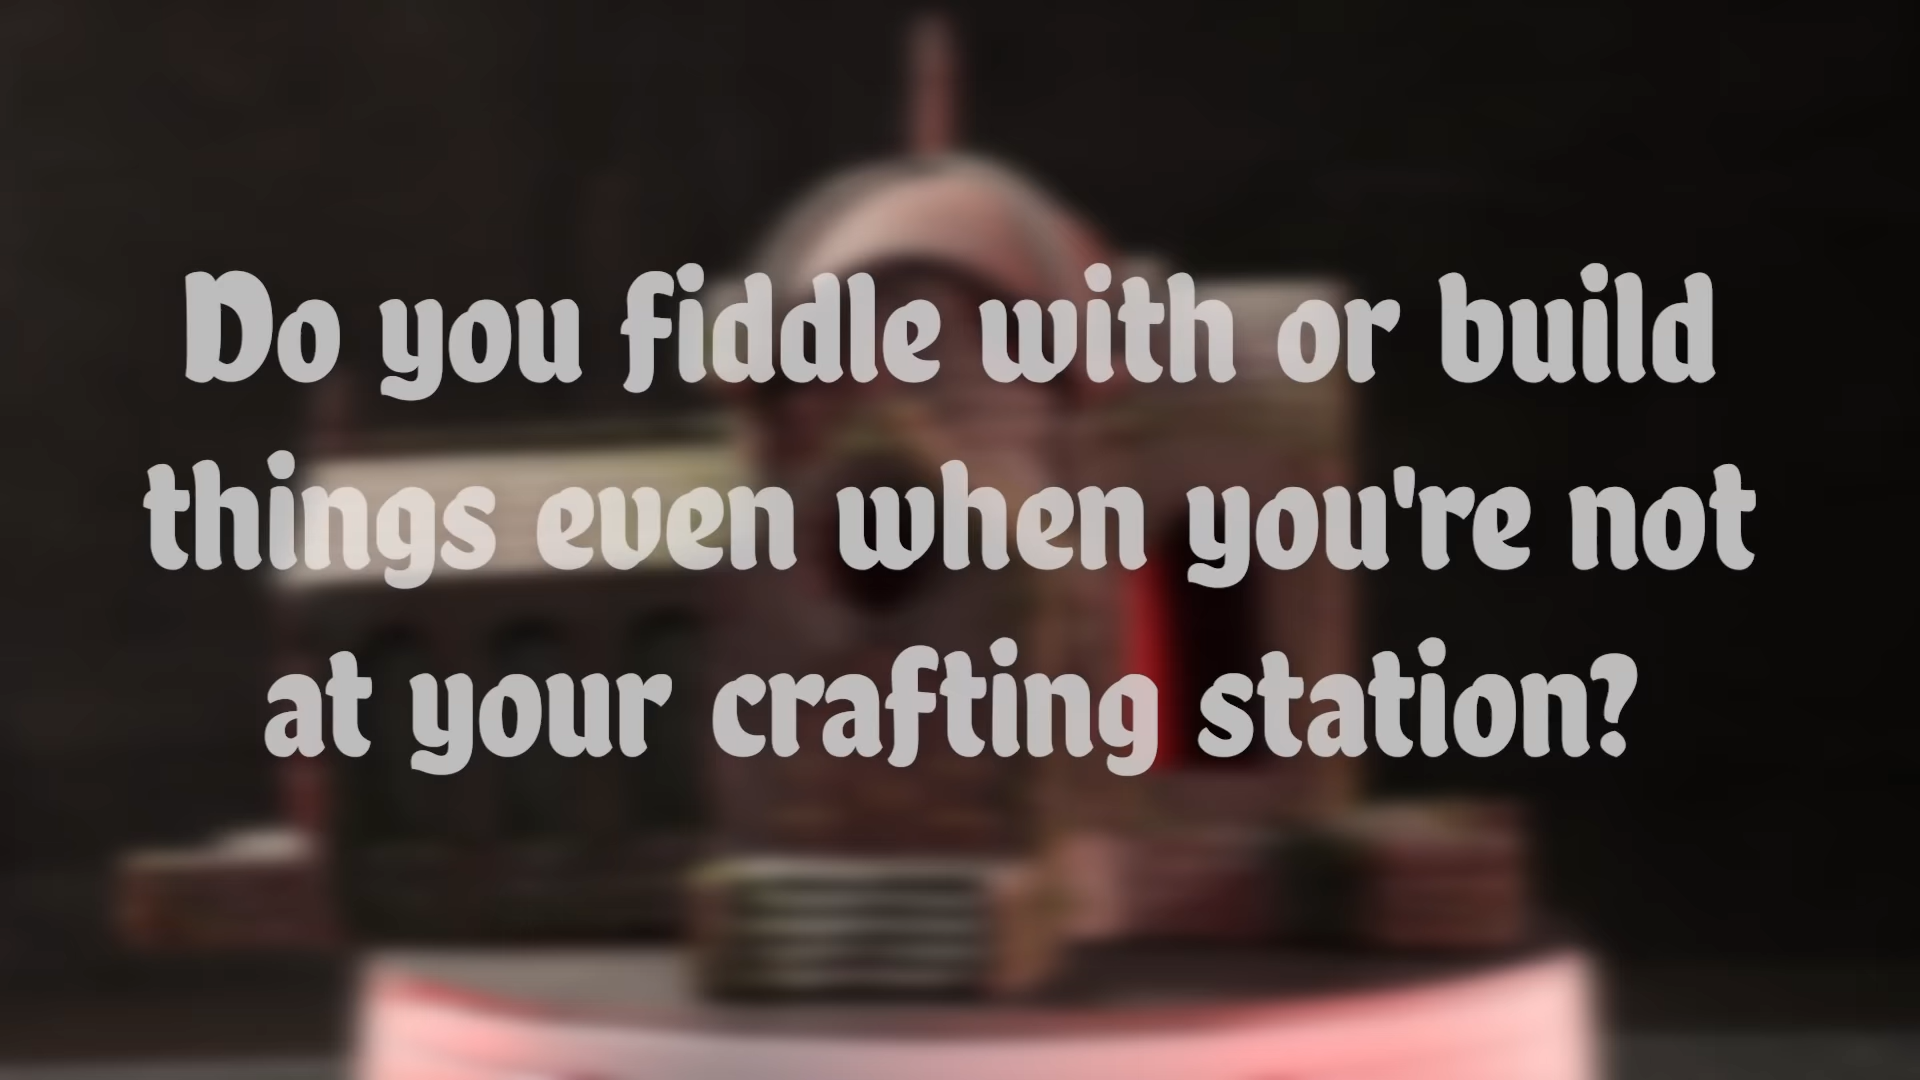 Do you fiddle with or build
things even when you're not
at your crafting station?